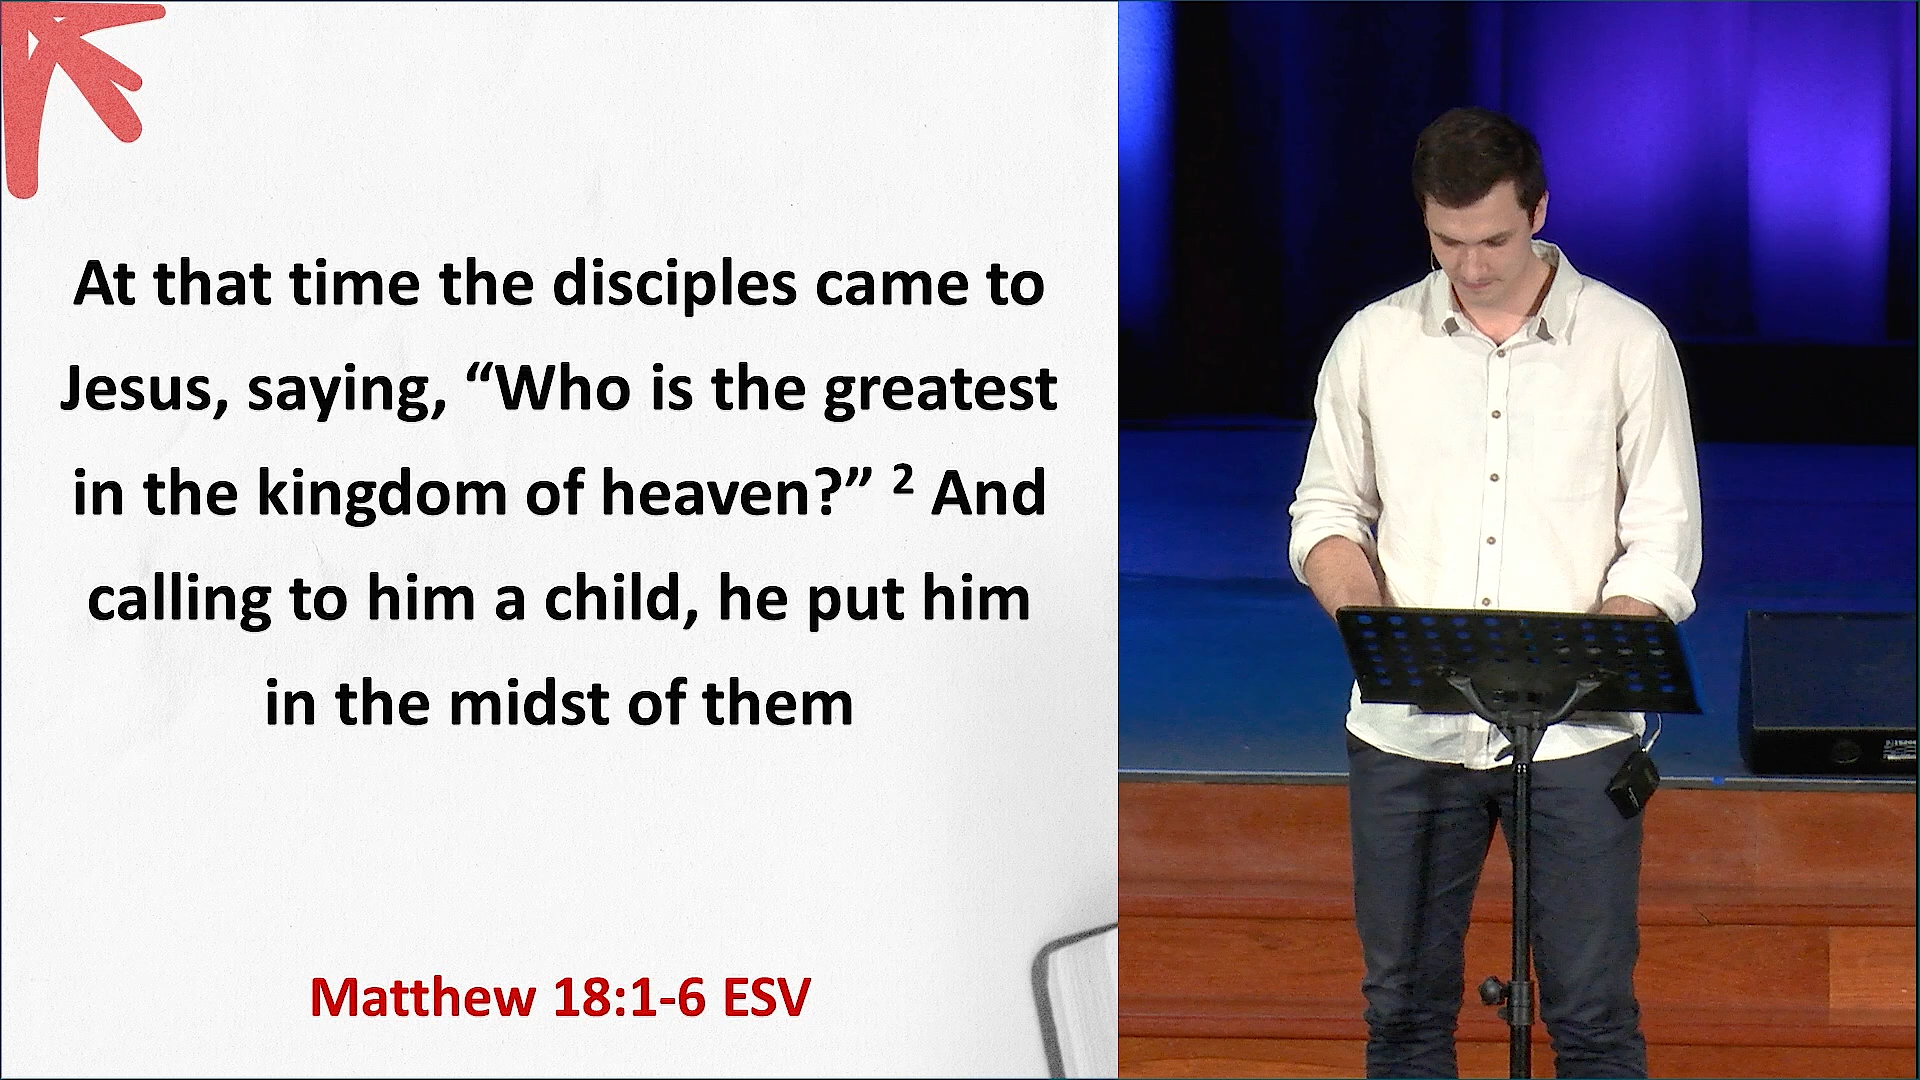 At that time the disciples came to
Jesus, saying, “Who is the greatest
in the kingdom of heaven?” ² And
calling to him a child, he put him
in the midst of them
Matthew 18:1-6 ESV